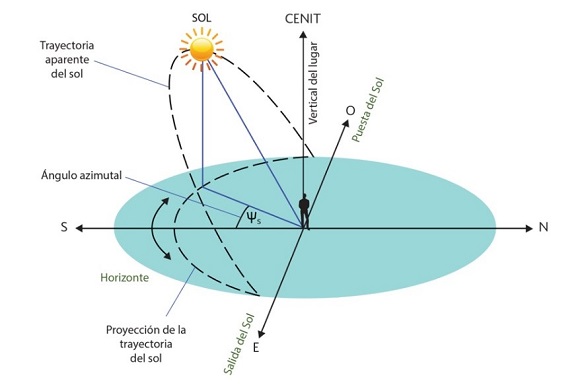 SOL
CENIT
Trayectoria
aparente
del sol
Vertical del lugar
O
Puesta del Sol
Ángulo azimutal
Ψs
S
N
Horizonte
Proyección de la
trayectoria
del sol
Salida del Sol
E